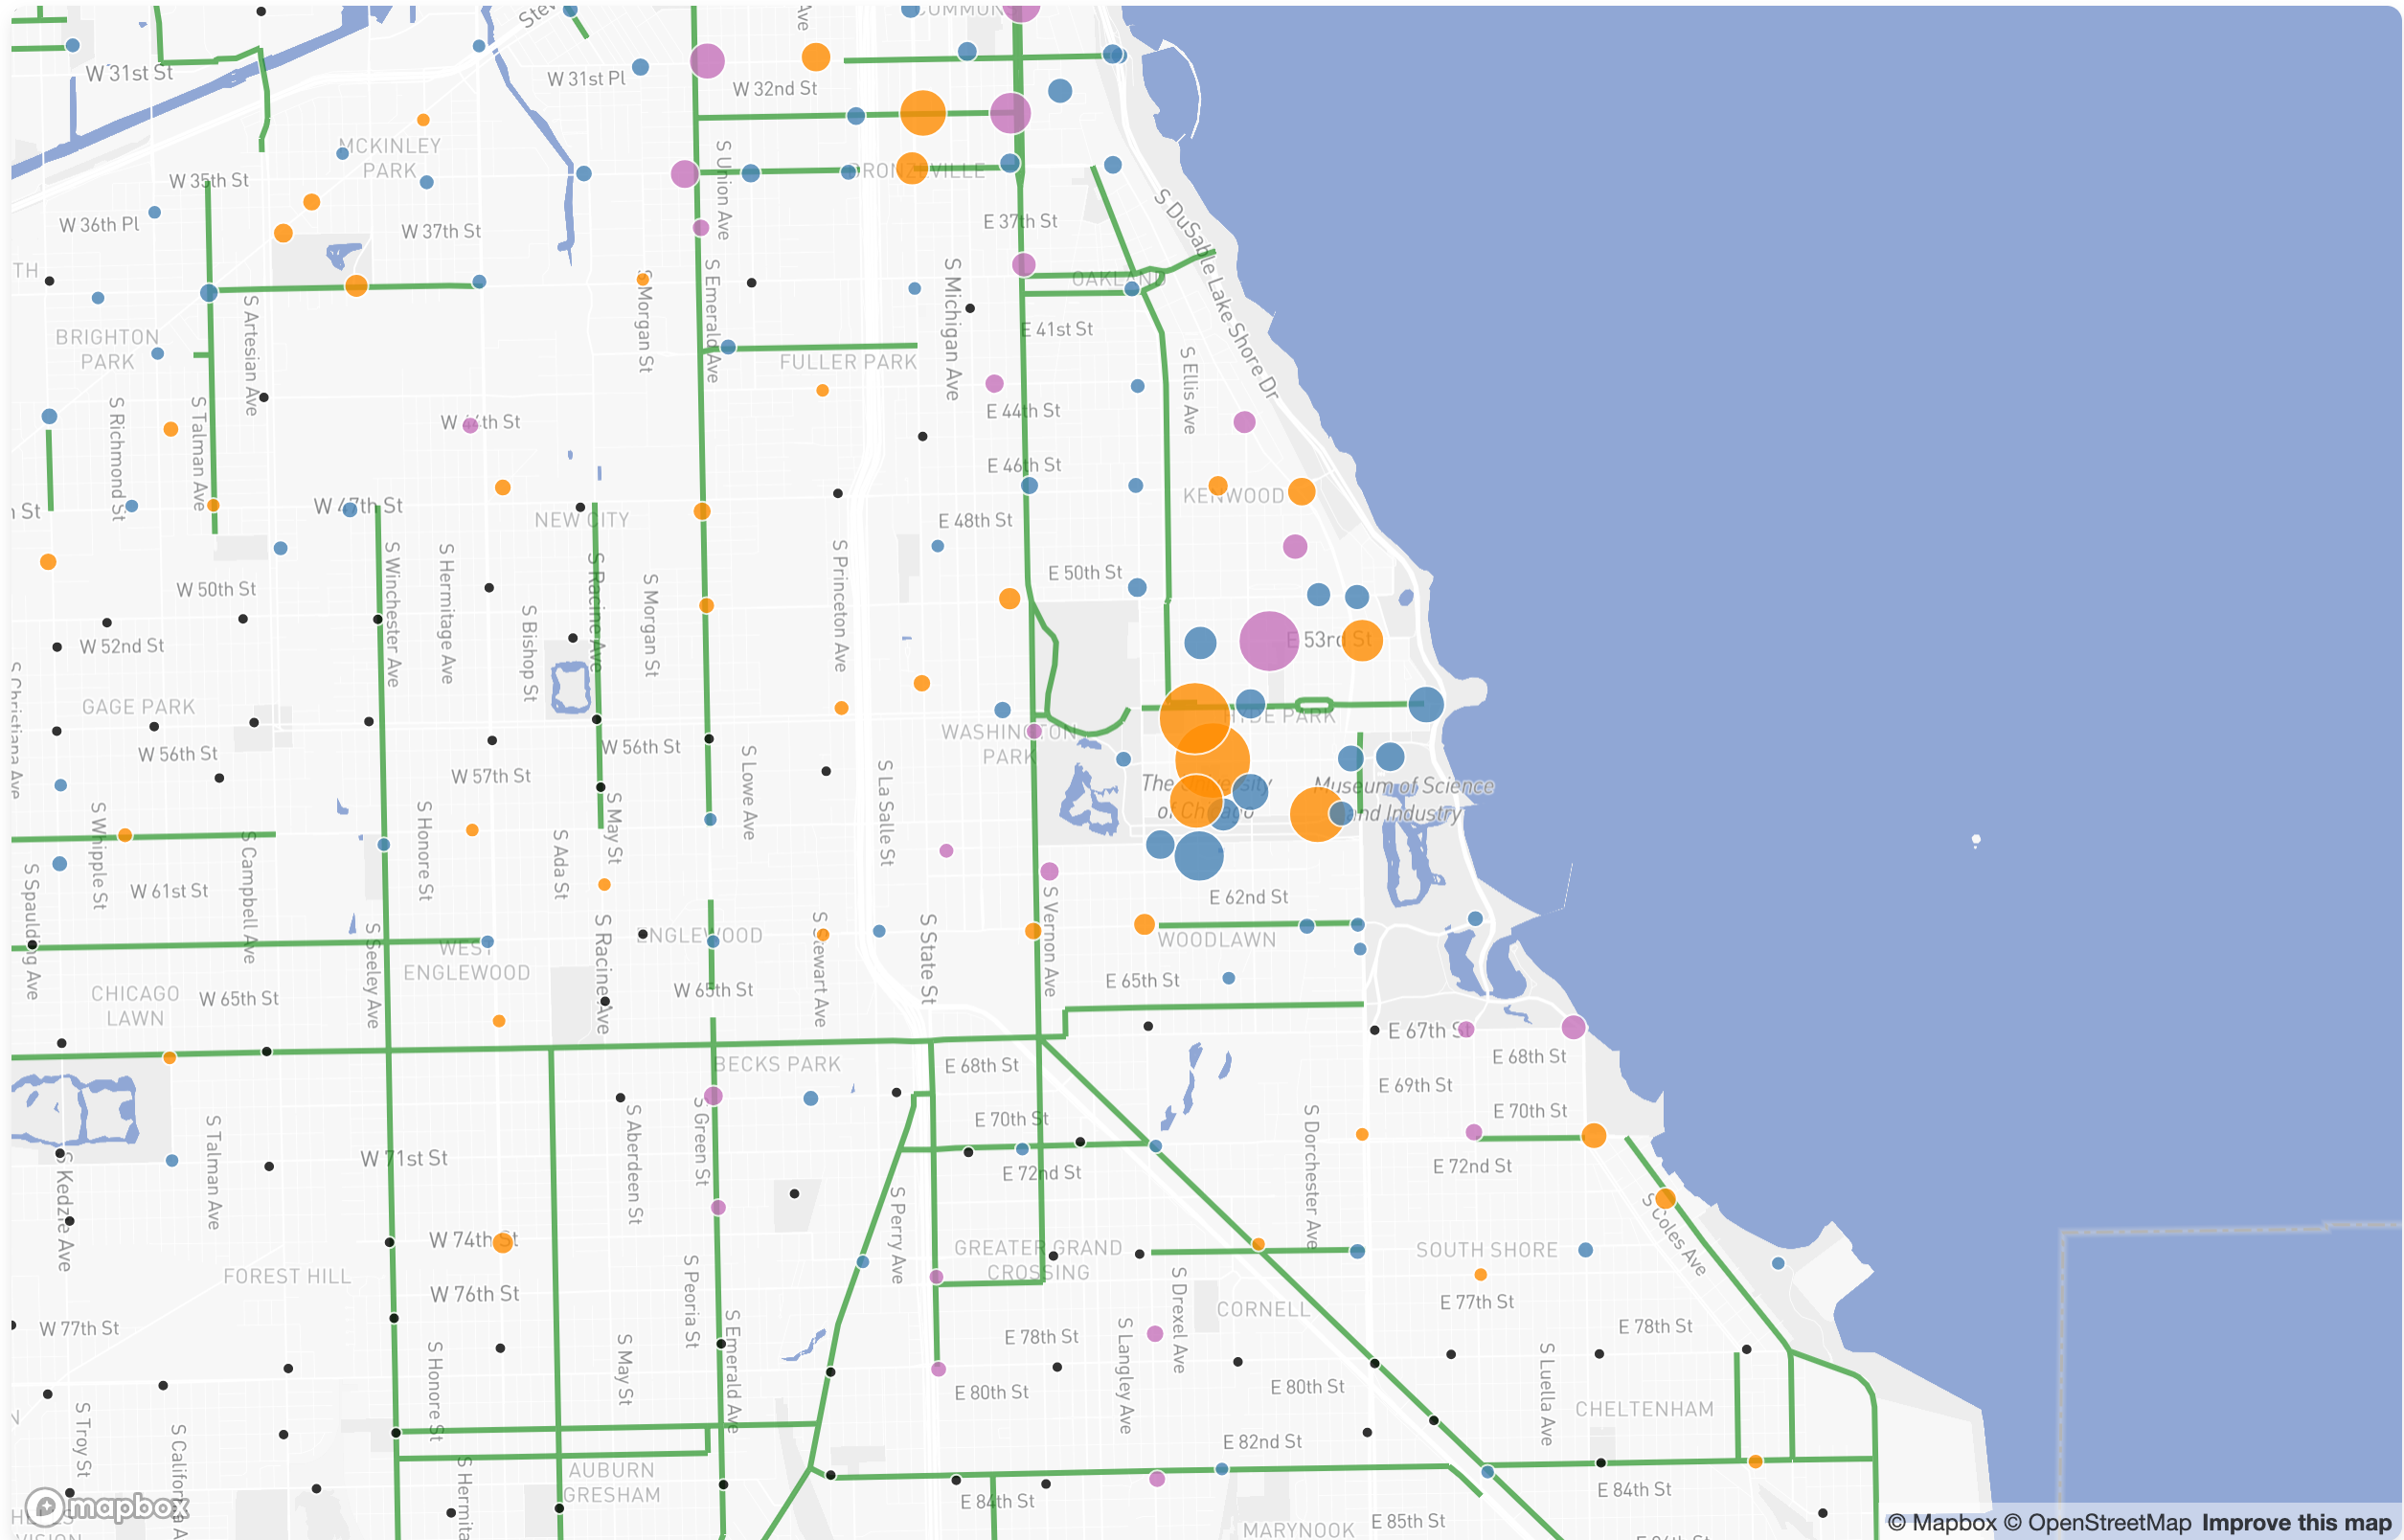 COMMON
W 31st St
W 31st Pl
W 32nd St
MCKINLEY
PARK
S Union Ave
W 35th St
W 36th Pl
W 37th St
E 37th St
S DuSable Lake Shore Dr
TH
S Artesian Ave
S Morgan St
S Emerald Ave
S Michigan Ave
OAKLAND
E 41st St
BRIGHTON
PARK
FULLER PARK
S Ellis Ave
S Richmond St
S Talman Ave
W 44th St
E 44th St
E 46th St
W 47th St
KENWOOD
NEW CITY
E 48th St
S Winchester Ave
S Hermitage Ave
S Racine Ave
S Morgan St
S Princeton Ave
E 50th St
W 50th St
S Bishop St
W 52nd St
E 53rd St
S Christiana Ave
GAGE PARK
HYDE PARK
WASHINGTON
PARK
W 56th St
W 56th St
W 57th St
S Lowe Ave
S La Salle St
The University
of Chicago
Museum of Science
and Industry
S Whipple St
S Honore St
S May St
S Campbell Ave
S Ada St
S Spaulding Ave
W 61st St
E 62nd St
S Vernon Ave
S Seeley Ave
S Racine Ave
ENGLEWOOD
S Stewart Ave
S State St
WOODLAWN
WEST
ENGLEWOOD
E 65th St
W 65th St
W 65th St
CHICAGO
LAWN
E 67th St
E 68th St
BECKS PARK
E 68th St
E 69th St
S Talman Ave
S Aberdeen St
S Green St
E 70th St
E 70th St
S Dorchester Ave
W 71st St
S Kedzie Ave
E 72nd St
E 72nd St
S Perry Ave
S Coles Ave
W 74th St
GREATER GRAND
CROSSING
SOUTH SHORE
FOREST HILL
S Peoria St
S Drexel Ave
W 76th St
E 77th St
CORNELL
W 77th St
E 78th St
E 78th St
S Honore St
S May St
S Emerald Ave
S Langley Ave
S Luella Ave
E 80th St
E 80th St
CHELTENHAM
S Troy St
S California A
E 82nd St
S Hermita
AUBURN
GRESHAM
E 84th St
E 84th St
E 85th St
MARYNOOK
mapbox
© Mapbox © OpenStreetMap Improve this map